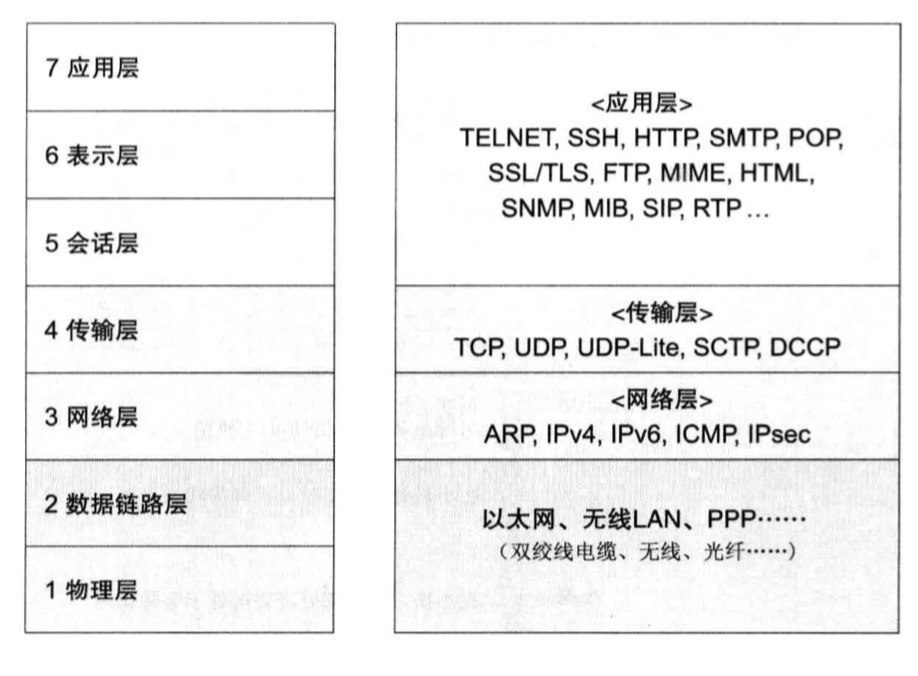 7 应用层
6 表示层
5 会话层
4 传输层
3 网络层
2 数据链路层
1 物理层
<应用层>
TELNET, SSH, HTTP, SMTP, POP,
SSL/TLS, FTP, MIME, HTML,
SNMP, MIB, SIP, RTP…
<传输层>
TCP, UDP, UDP-Lite, SCTP, DCCP
<网络层>
ARP, IPv4, IPv6, ICMP, IPsec
以太网、无线LAN、PPP……
（双绞线电缆、无线、光纤……）